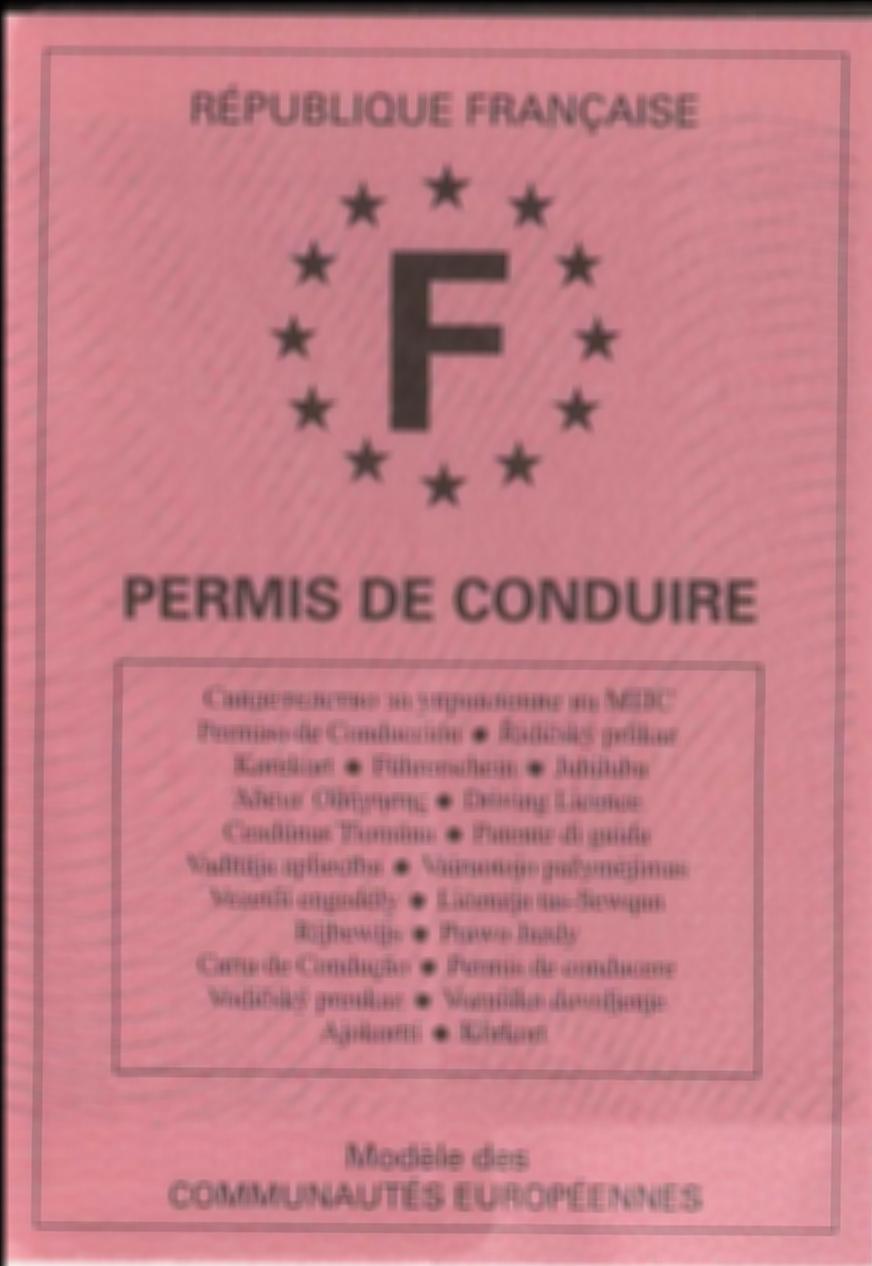 RÉPUBLIQUE FRANÇAISE
F
PERMIS DE CONDUIRE
Свидетелство за управление на МПС
Permiso de Conducción ● Řidičský průkaz
Kørekort ● Führerschein ● Juhiluba
Άδεια Οδήγησης ● Driving Licence
Ceadúnas Tiomána ● Patente di guida
Vadītāja apliecība ● Vairuotojo pažymėjimas
Vezetői engedély ● Liċenzja tas-Sewqan
Rijbewijs ● Prawo Jazdy
Carta de Condução ● Permis de conducere
Vodičský preukaz ● Vozniško dovoljenje
Ajokortti ● Körkort
Modèle des
COMMUNAUTÉS EUROPÉENNES